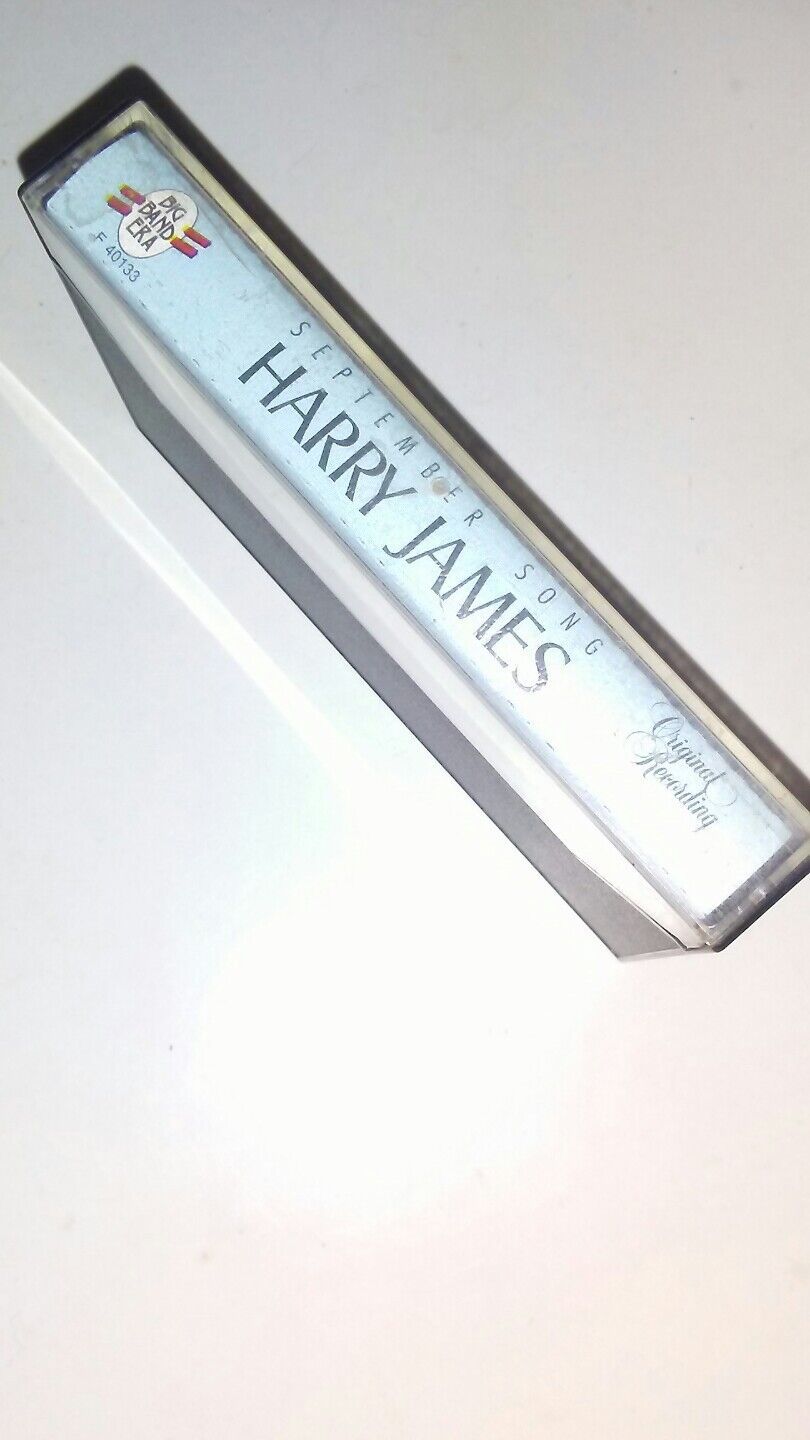 BIG
BAND
ERA
F 40133
SEPTEMBER SONG
HARRY JAMES
Original
Recording